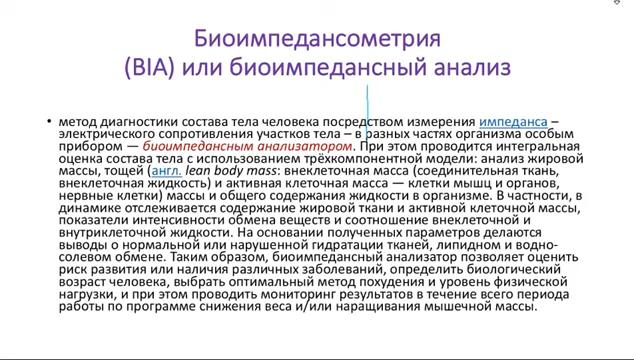 Биоимпедансометрия
(BIA) или биоимпедансный анализ
• метод диагностики состава тела человека посредством измерения импеданса –
электрического сопротивления участков тела – в разных частях организма особым
прибором — биоимпедансным анализатором. При этом проводится интегральная
оценка состава тела с использованием трёхкомпонентной модели: анализ жировой
массы, тощей (англ. lean body mass: внеклеточная масса (соединительная ткань,
внеклеточная жидкость) и активная клеточная масса — клетки мышц и органов,
нервные клетки) массы и общего содержания жидкости в организме. В частности, в
динамике отслеживается содержание жировой ткани и активной клеточной массы,
показатели интенсивности обмена веществ и соотношение внеклеточной и
внутриклеточной жидкости. На основании полученных параметров делаются
выводы о нормальной или нарушенной гидратации тканей, липидном и водно-
солевом обмене. Таким образом, биоимпедансный анализатор позволяет оценить
риск развития или наличия различных заболеваний, определить биологический
возраст человека, выбрать оптимальный метод похудения и уровень физической
нагрузки, и при этом проводить мониторинг результатов в течение всего периода
работы по программе снижения веса и/или наращивания мышечной массы.